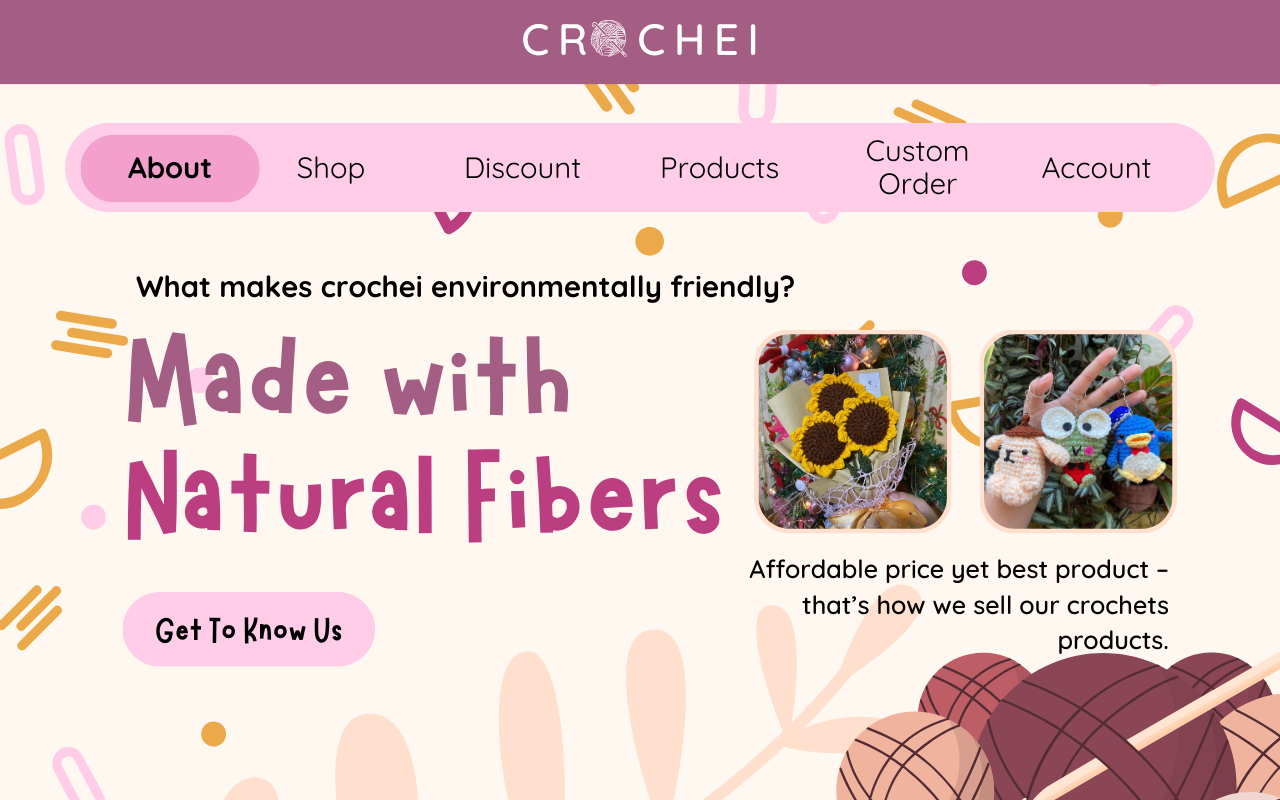 CROCHEI
About
Shop
Discount
Products
Custom
Order
Account
What makes crochei environmentally friendly?
Made with
Natural Fibers
Affordable price yet best product –
that's how we sell our crochets
products.
Get To Know Us